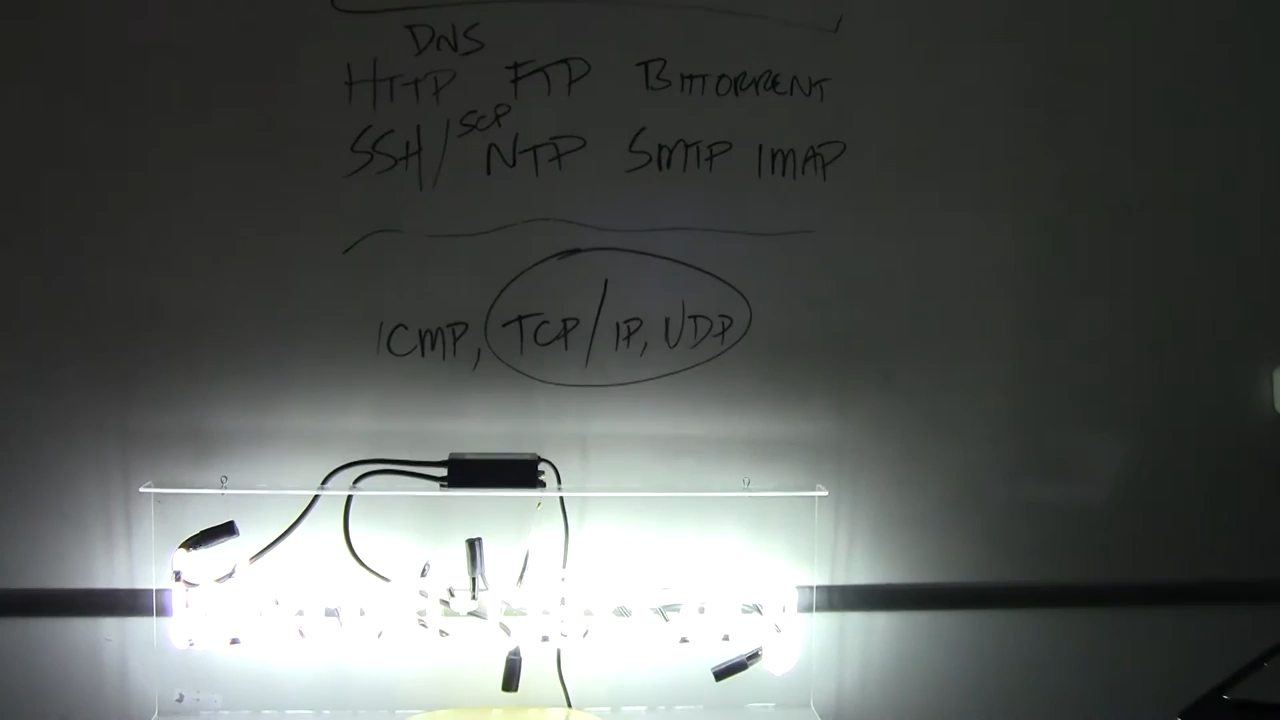 DNS
HTTP FTP BITTORRENT
SSH/SCP NTP SMTP IMAP
ICMP, TCP/IP, UDP